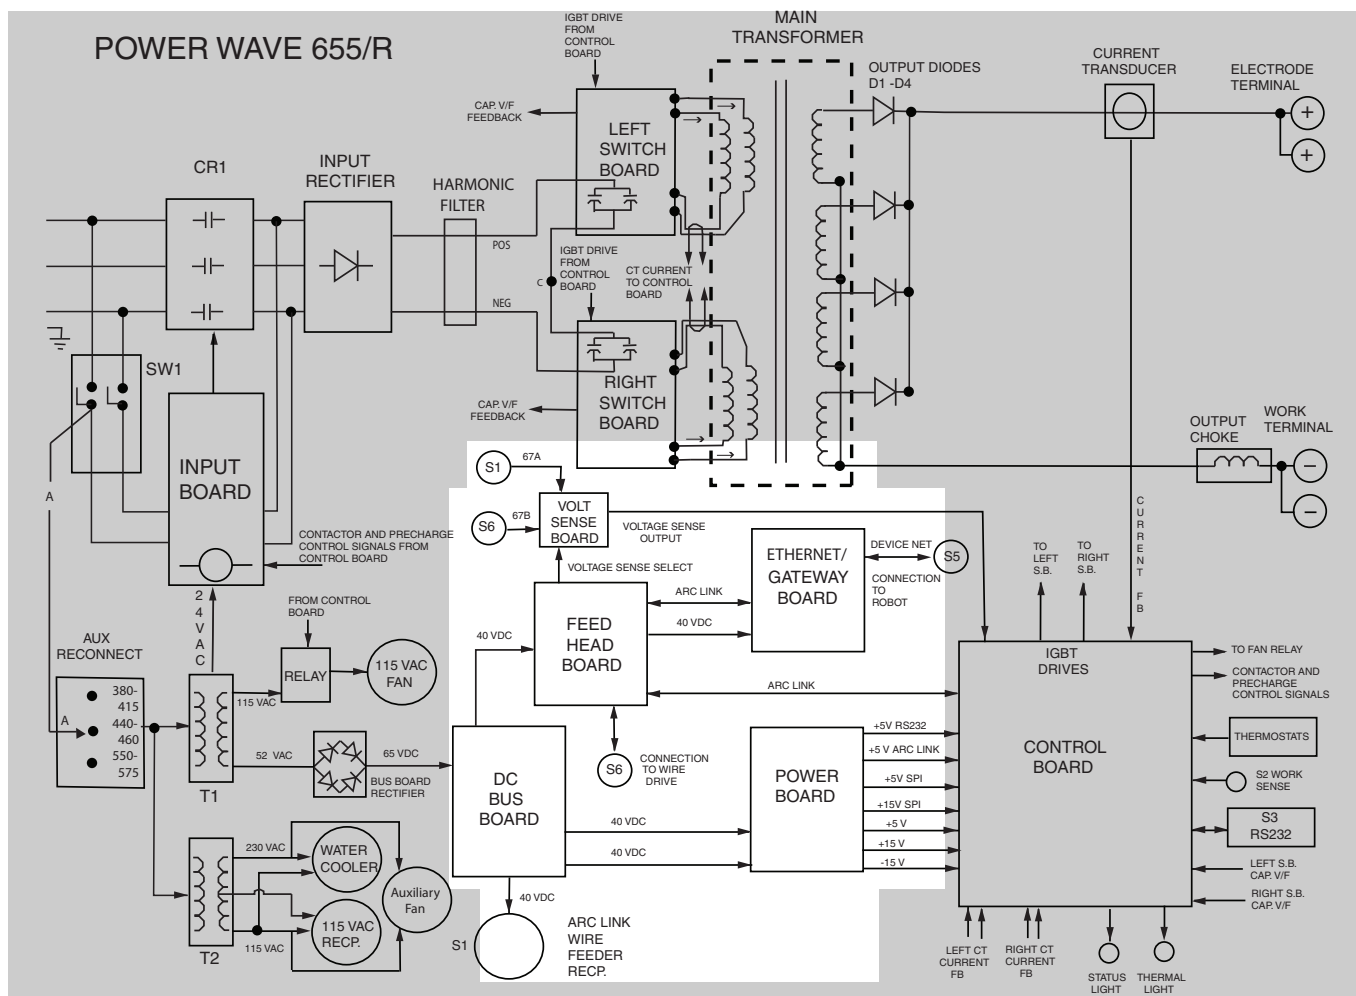 POWER WAVE 655/R
IGBT DRIVE
FROM
CONTROL
BOARD
MAIN
TRANSFORMER
OUTPUT DIODES
D1 -D4
CURRENT
TRANSDUCER
ELECTRODE
TERMINAL
+
+
CAP. V/F
FEEDBACK
LEFT
SWITCH
BOARD
CR1
INPUT
RECTIFIER
HARMONIC
FILTER
POS
NEG
C
IGBT DRIVE
FROM
CONTROL
BOARD
CT CURRENT
TO CONTROL
BOARD
RIGHT
SWITCH
BOARD
CAP. V/F
FEEDBACK
SW1
INPUT
BOARD
A
CONTACTOR AND PRECHARGE
CONTROL SIGNALS FROM
CONTROL BOARD
2
4
V
A
C
OUTPUT
CHOKE
WORK
TERMINAL
−
−
C
U
R
R
E
N
T
F
B
S1
67A
S6
67B
VOLT
SENSE
BOARD
VOLTAGE SENSE
OUTPUT
VOLTAGE SENSE SELECT
ETHERNET/
GATEWAY
BOARD
DEVICE NET
S5
CONNECTION
TO
ROBOT
FEED
HEAD
BOARD
ARC LINK
40 VDC
40 VDC
ARC LINK
S6
CONNECTION
TO WIRE
DRIVE
TO
LEFT
S.B.
TO
RIGHT
S.B.
IGBT
DRIVES
CONTROL
BOARD
TO FAN RELAY
CONTACTOR AND
PRECHARGE
CONTROL SIGNALS
THERMOSTATS
S2 WORK
SENSE
S3
RS232
LEFT S.B.
CAP. V/F
RIGHT S.B.
CAP. V/F
FROM CONTROL
BOARD
RELAY
115 VAC
FAN
115 VAC
AUX
RECONNECT
380-
415
440-
460
550-
575
A
T1
52 VAC
65 VDC
BUS BOARD
RECTIFIER
DC
BUS
BOARD
40 VDC
40 VDC
POWER
BOARD
+5V RS232
+5 V ARC LINK
+5V SPI
+15V SPI
+5 V
+15 V
-15 V
T2
230 VAC
115 VAC
WATER
COOLER
115 VAC
RECP.
Auxiliary
Fan
40 VDC
S1
ARC LINK
WIRE
FEEDER
RECP.
LEFT CT
CURRENT
FB
RIGHT CT
CURRENT
FB
STATUS
LIGHT
THERMAL
LIGHT